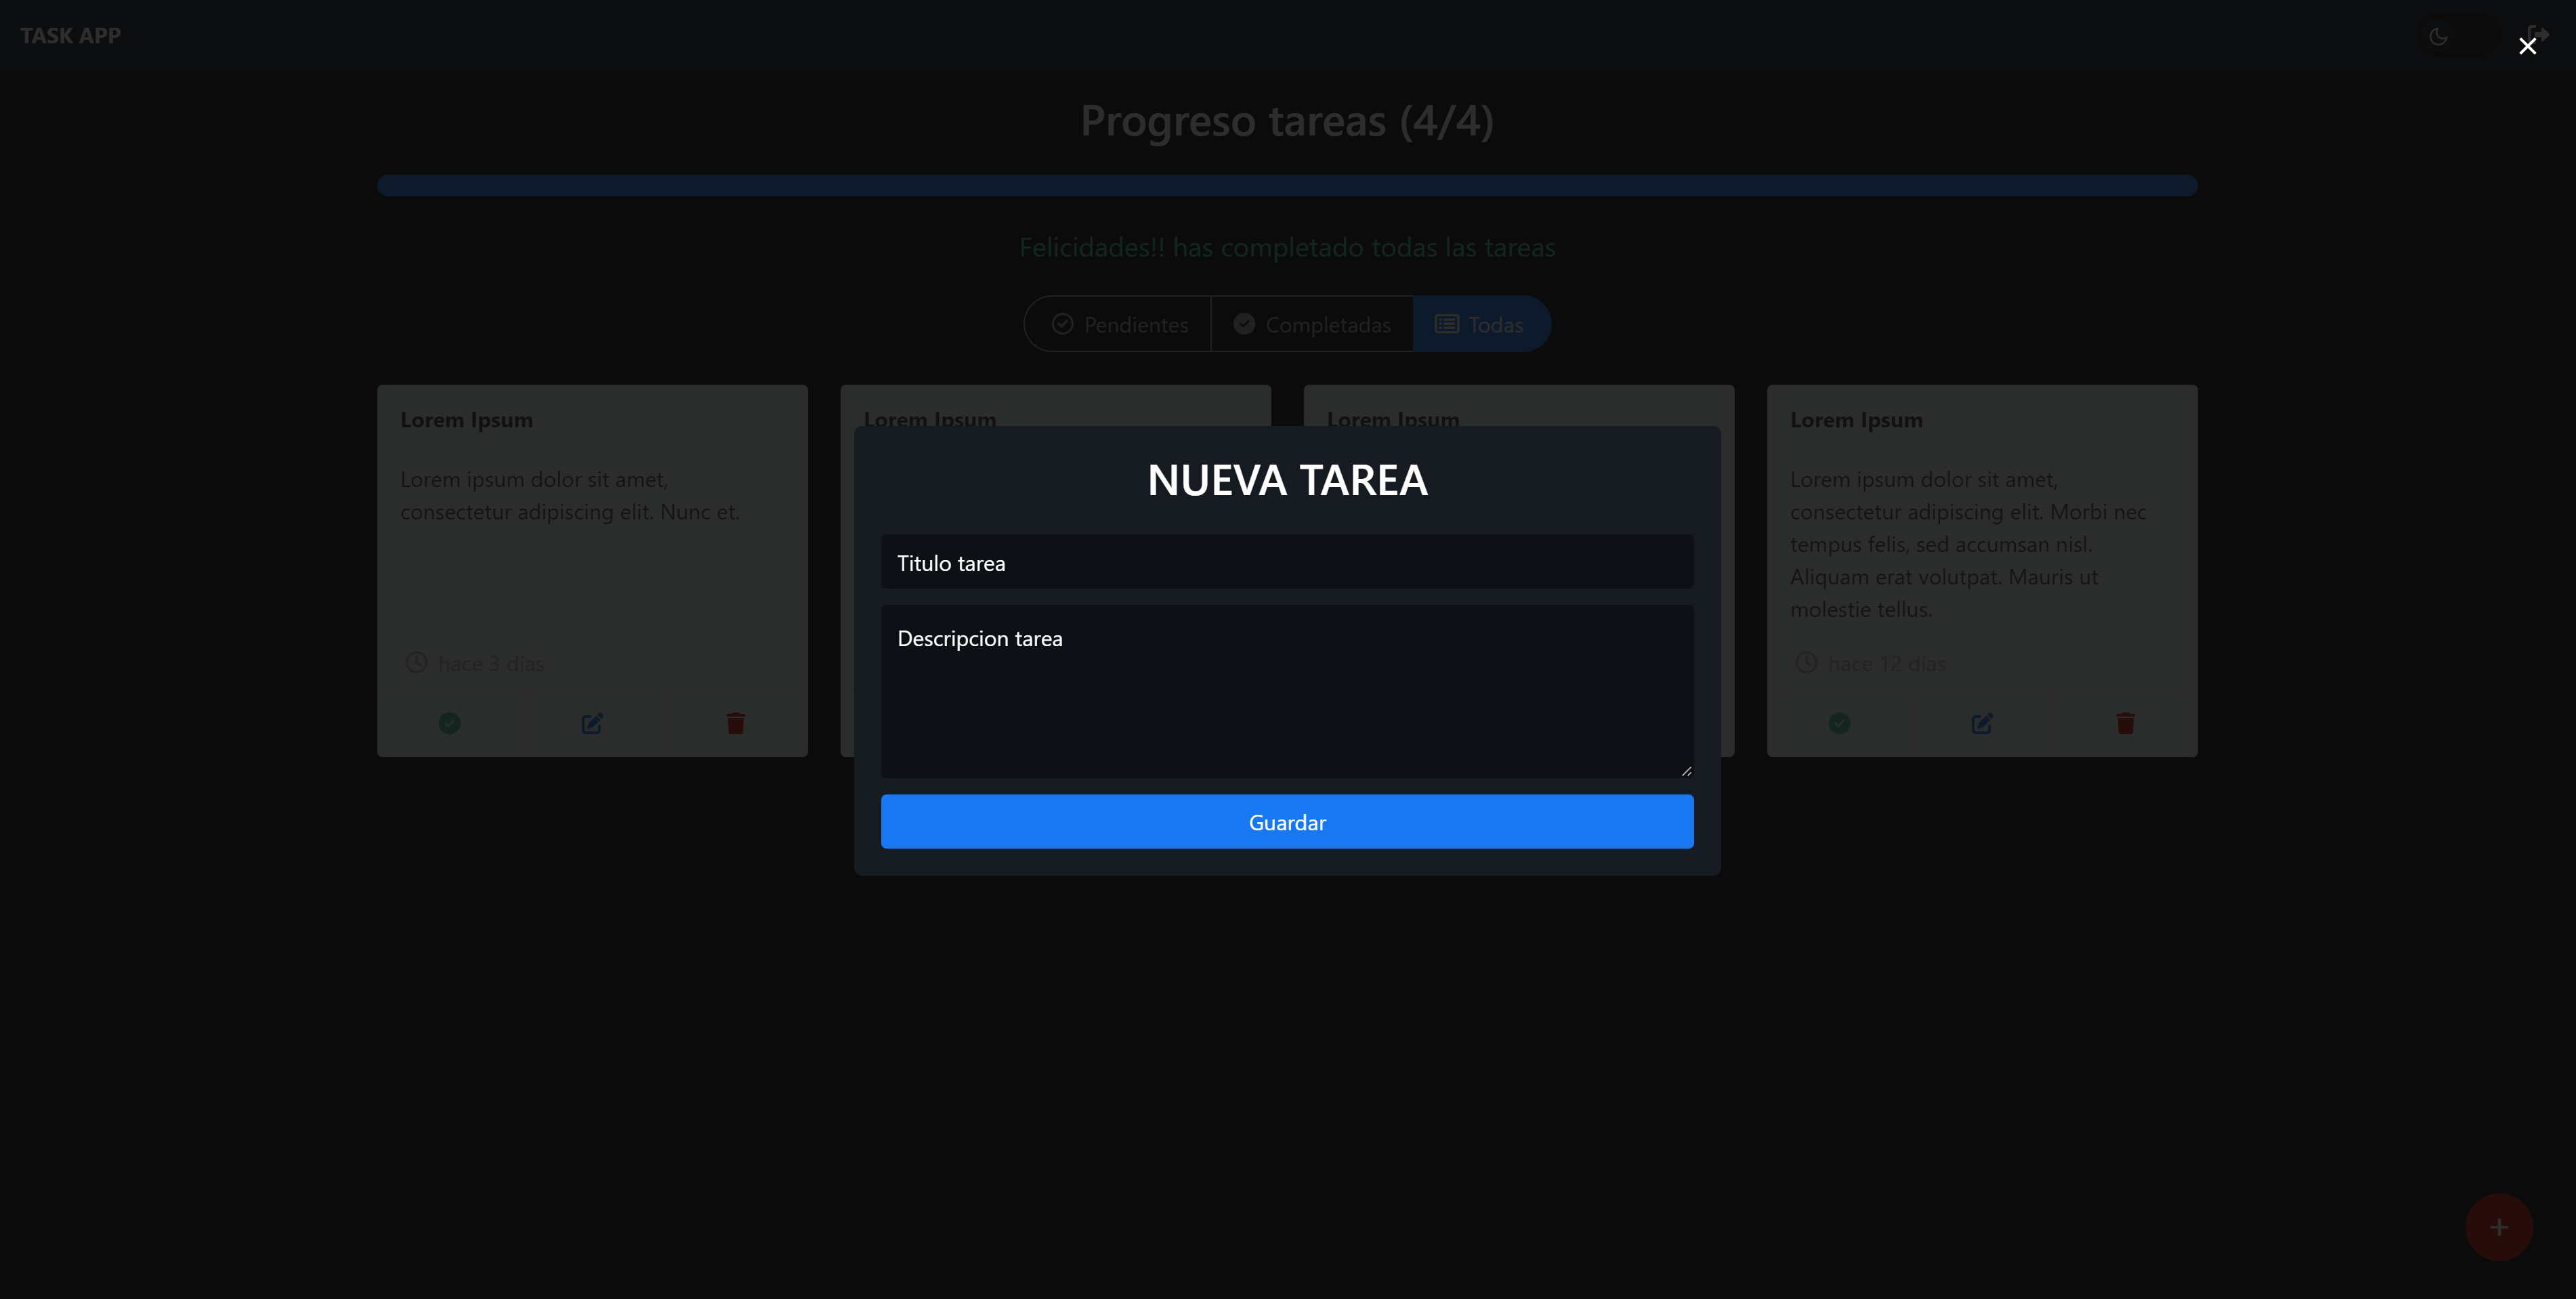 TASK APP
Progreso tareas (4/4)
Felicidades!! has completado todas las tareas
Pendientes
Completadas
Todas
Lorem Ipsum
Lorem ipsum dolor sit amet,
consectetur adipiscing elit. Nunc et.
hace 3 días
Lorem Ipsum
Lorem Ipsum
Lorem Ipsum
Lorem ipsum dolor sit amet,
consectetur adipiscing elit. Morbi nec
tempus felis, sed accumsan nisl.
Aliquam erat volutpat. Mauris ut
molestie tellus.
hace 12 días
NUEVA TAREA
Titulo tarea
Descripcion tarea
Guardar